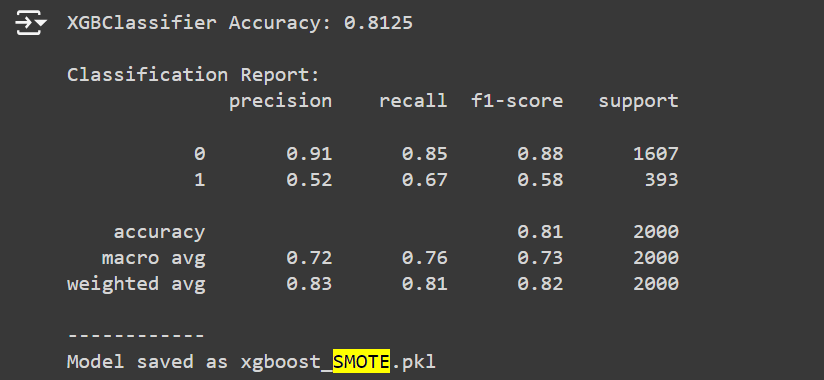 XGBClassifier Accuracy: 0.8125
Classification Report:
precision recall f1-score support
0 0.91 0.85 0.88 1607
1 0.52 0.67 0.58 393
accuracy 0.81 2000
macro avg 0.72 0.76 0.73 2000
weighted avg 0.83 0.81 0.82 2000
------------
Model saved as xgboost_SMOTE.pkl